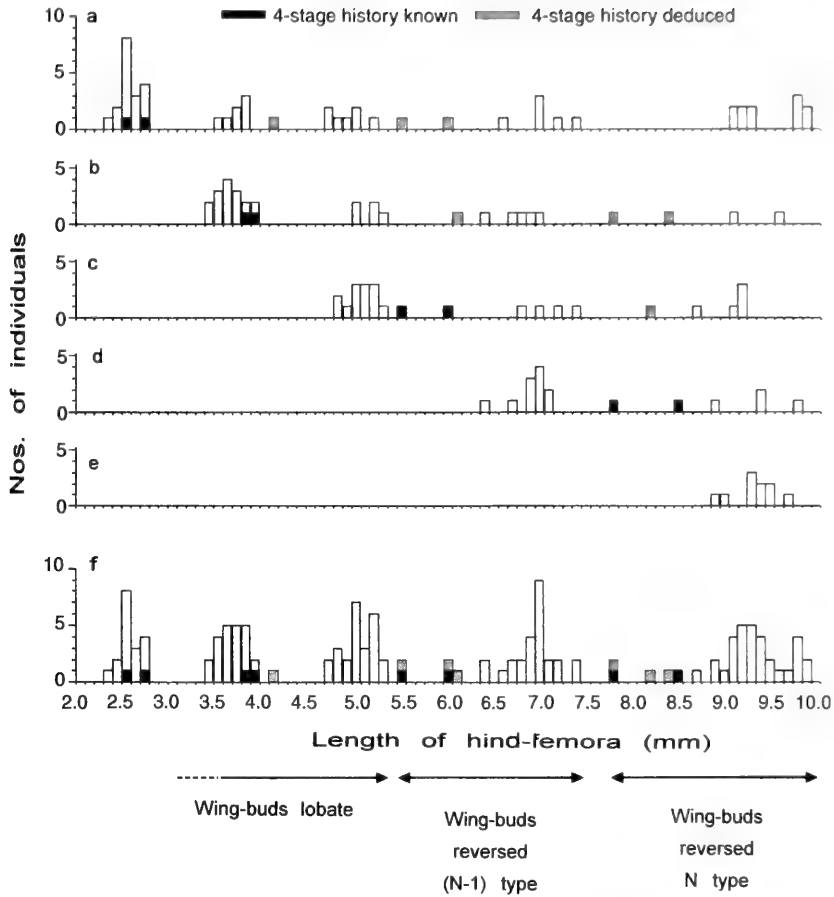 4-stage history known 4-stage history deduced
Nos. of individuals
a
10
5
0
b
5
0
c
5
0
d
5
0
e
5
0
f
10
5
0
2.0 2.5 3.0 3.5 4.0 4.5 5.0 5.5 6.0 6.5 7.0 7.5 8.0 8.5 9.0 9.5 10.0
Length of hind-femora (mm)
Wing-buds lobate
Wing-buds
reversed
(N-1) type
Wing-buds
reversed
N type